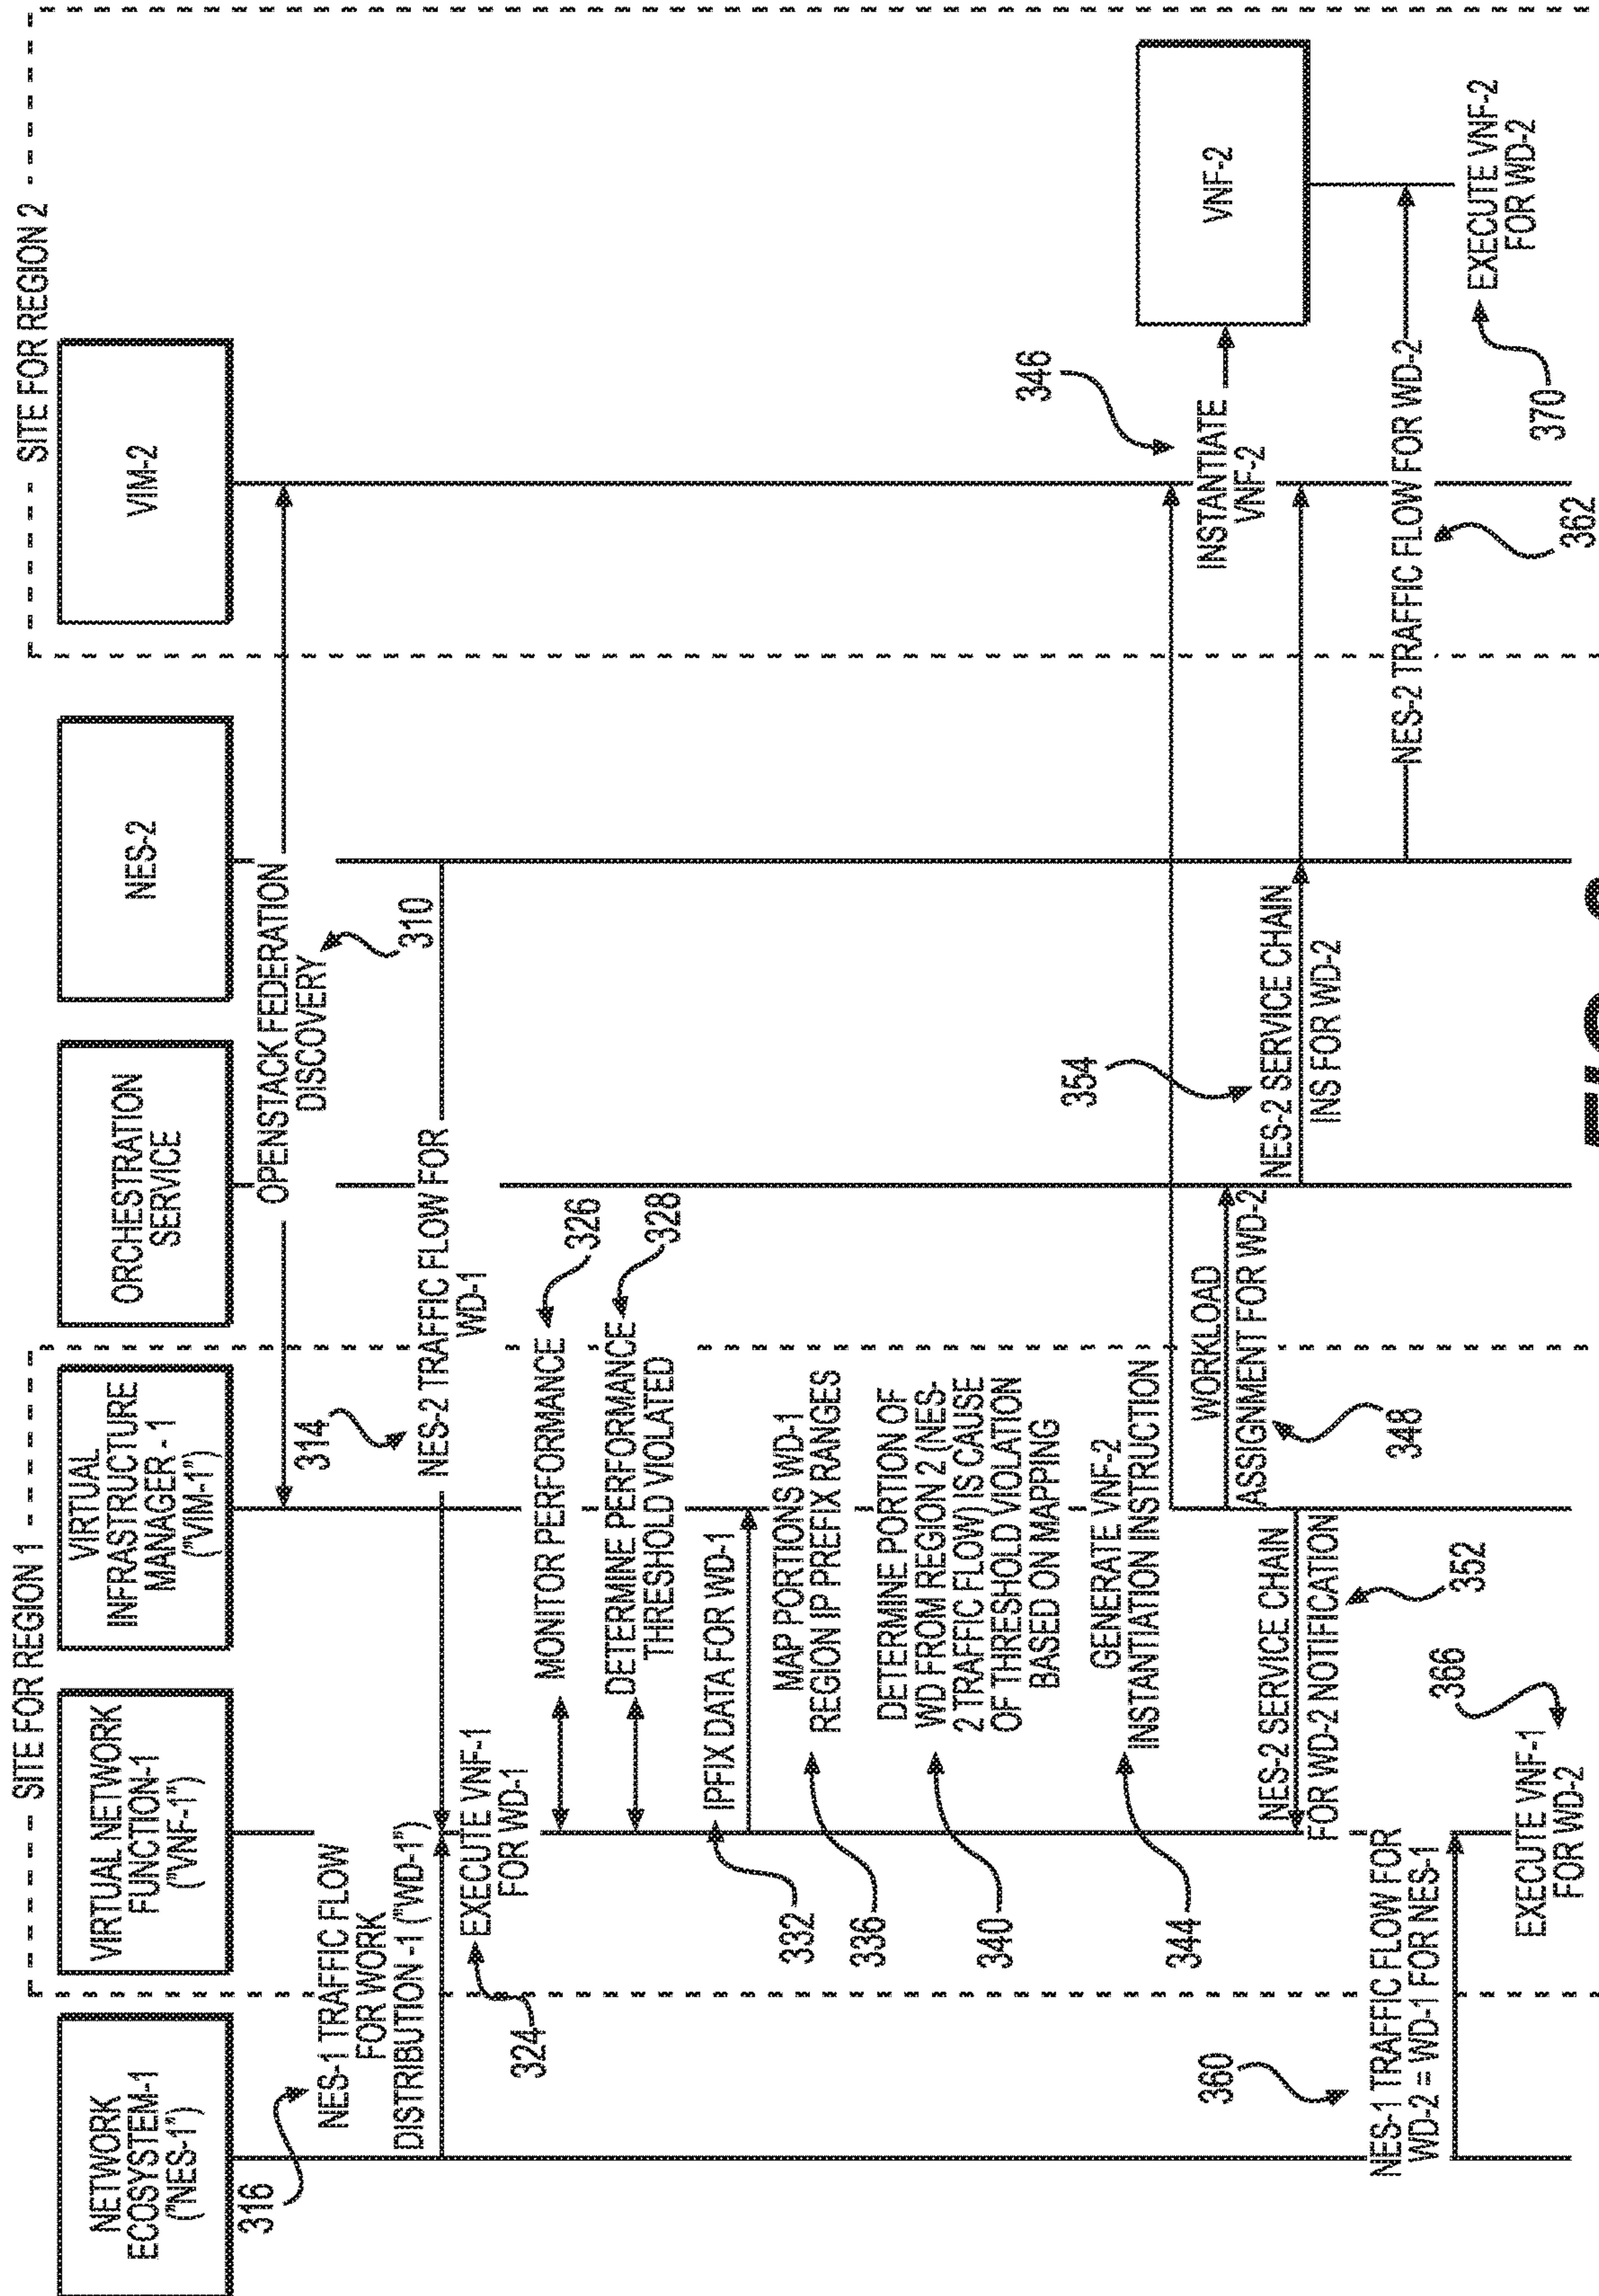 SITE FOR REGION 1
SITE FOR REGION 2
NETWORK
ECOSYSTEM-1
("NES-1")
VIRTUAL NETWORK
FUNCTION-1
("VNF-1")
VIRTUAL
INFRASTRUCTURE
MANAGER - 1
("VIM-1")
ORCHESTRATION
SERVICE
NES-2
VIM-2
OPENSTACK FEDERATION
DISCOVERY
310
316
NES-1 TRAFFIC FLOW
FOR WORK
DISTRIBUTION -1 ("WD-1")
314
NES-2 TRAFFIC FLOW FOR
WD-1
324
EXECUTE VNF-1
FOR WD-1
MONITOR PERFORMANCE
326
DETERMINE PERFORMANCE
THRESHOLD VIOLATED
328
IPFIX DATA FOR WD-1
332
MAP PORTIONS WD-1
REGION IP PREFIX RANGES
336
DETERMINE PORTION OF
WD FROM REGION 2 (NES-
2 TRAFFIC FLOW) IS CAUSE
OF THRESHOLD VIOLATION
BASED ON MAPPING
340
GENERATE VNF-2
INSTANTIATION INSTRUCTION
344
346
INSTANTIATE
VNF-2
VNF-2
WORKLOAD
ASSIGNMENT FOR WD-2
348
NES-2 SERVICE CHAIN
FOR WD-2 NOTIFICATION
352
354
NES-2 SERVICE CHAIN
INS FOR WD-2
360
NES-1 TRAFFIC FLOW FOR
WD-2 = WD-1 FOR NES-1
NES-2 TRAFFIC FLOW FOR WD-2
362
366
EXECUTE VNF-1
FOR WD-2
EXECUTE VNF-2
FOR WD-2
370